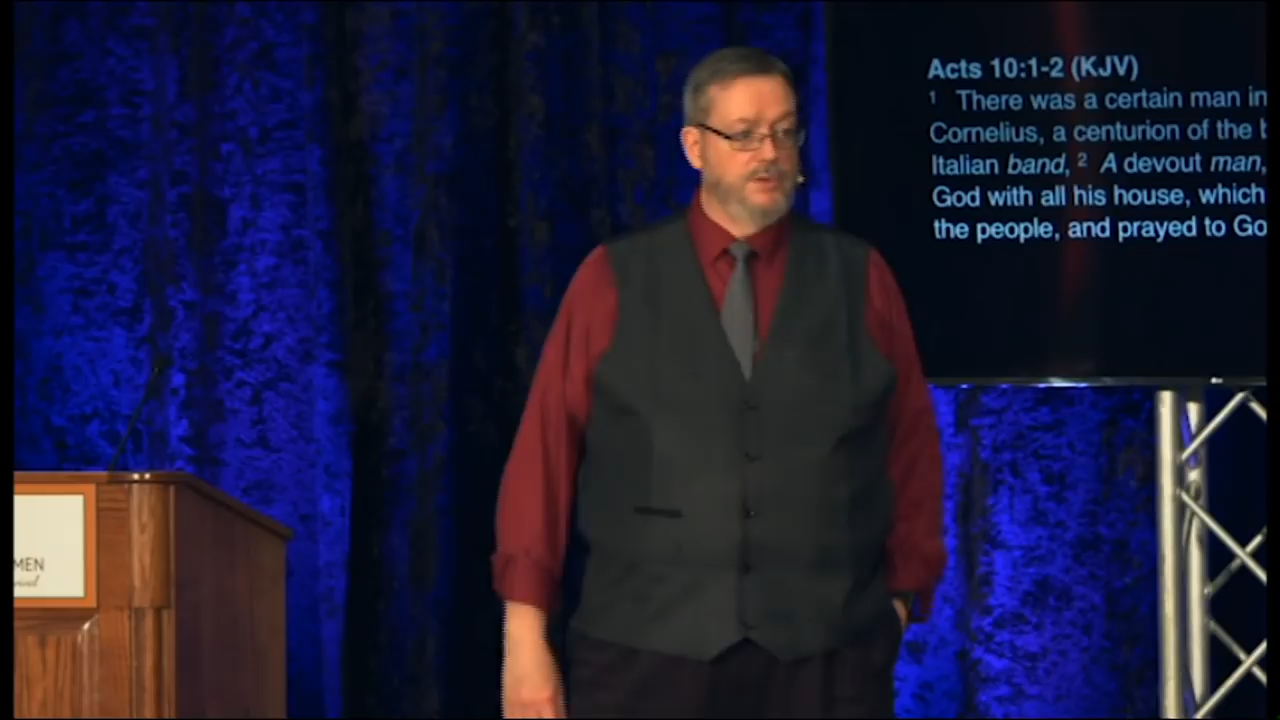 Acts 10:1-2 (KJV)
1 There was a certain man in
Cornelius, a centurion of the
Italian band, 2 A devout man,
God with all his house, which
the people, and prayed to Go
MEN